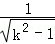 1
√k² − 1